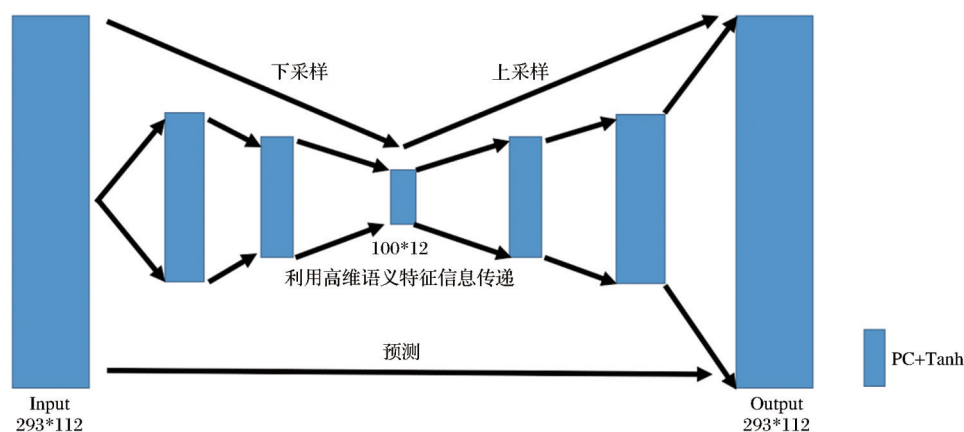 下采样
上采样
100*12
利用高维语义特征信息传递
预测
PC+Tanh
Input
293*112
Output
293*112